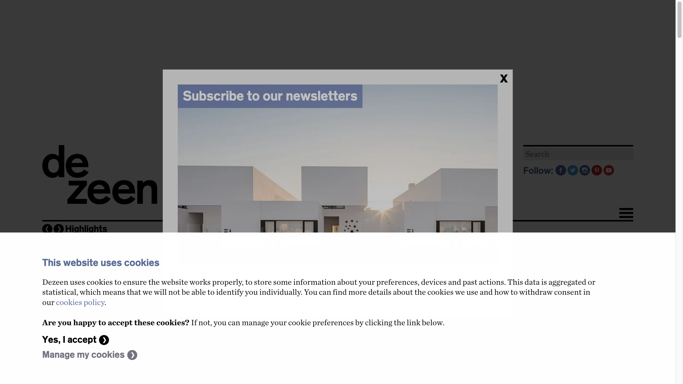 X
Subscribe to our newsletters
de
zeen
Search
Follow:
Highlights
This website uses cookies
Dezeen uses cookies to ensure the website works properly, to store some information about your preferences, devices and past actions. This data is aggregated or
statistical, which means that we will not be able to identify you individually. You can find more details about the cookies we use and how to withdraw consent in
our cookies policy.
Are you happy to accept these cookies? If not, you can manage your cookie preferences by clicking the link below.
Yes, I accept
Manage my cookies